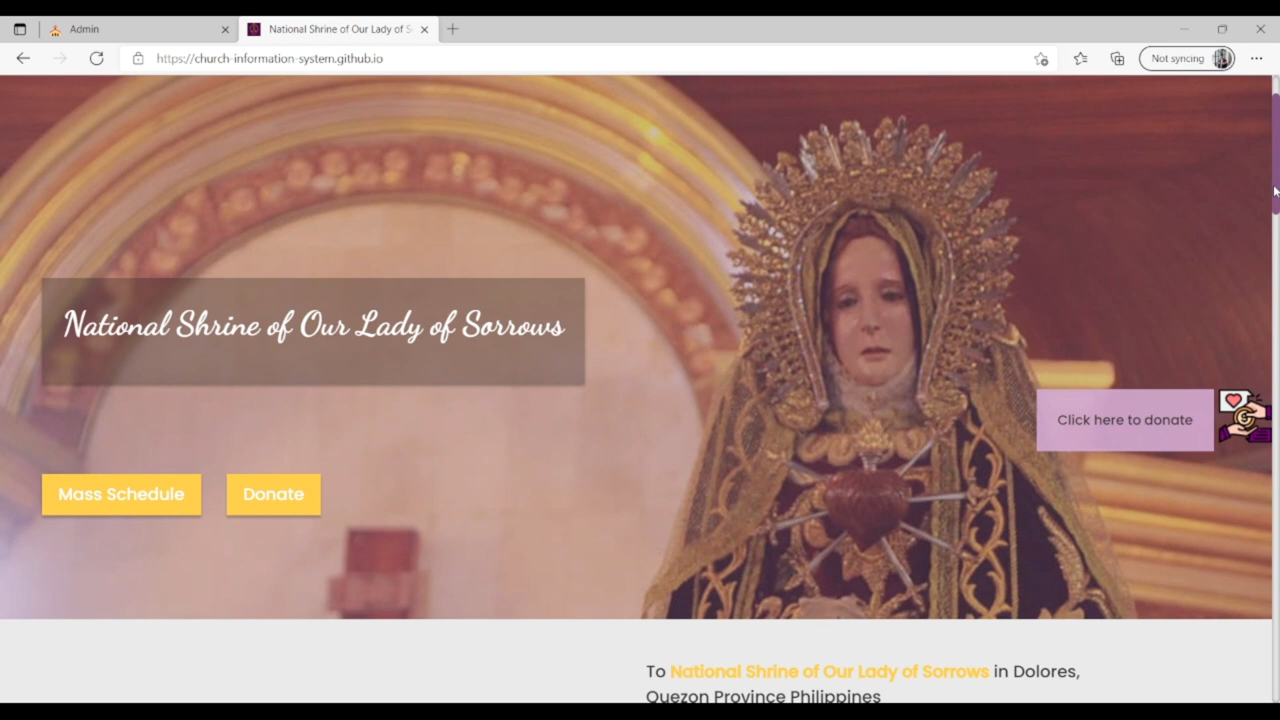 Admin
National Shrine of Our Lady of S
https://church-information-system.github.io
Not syncing
National Shrine of Our Lady of Sorrows
Click here to donate
Mass Schedule
Donate
To National Shrine of Our Lady of Sorrows in Dolores,
Quezon Province Philippines